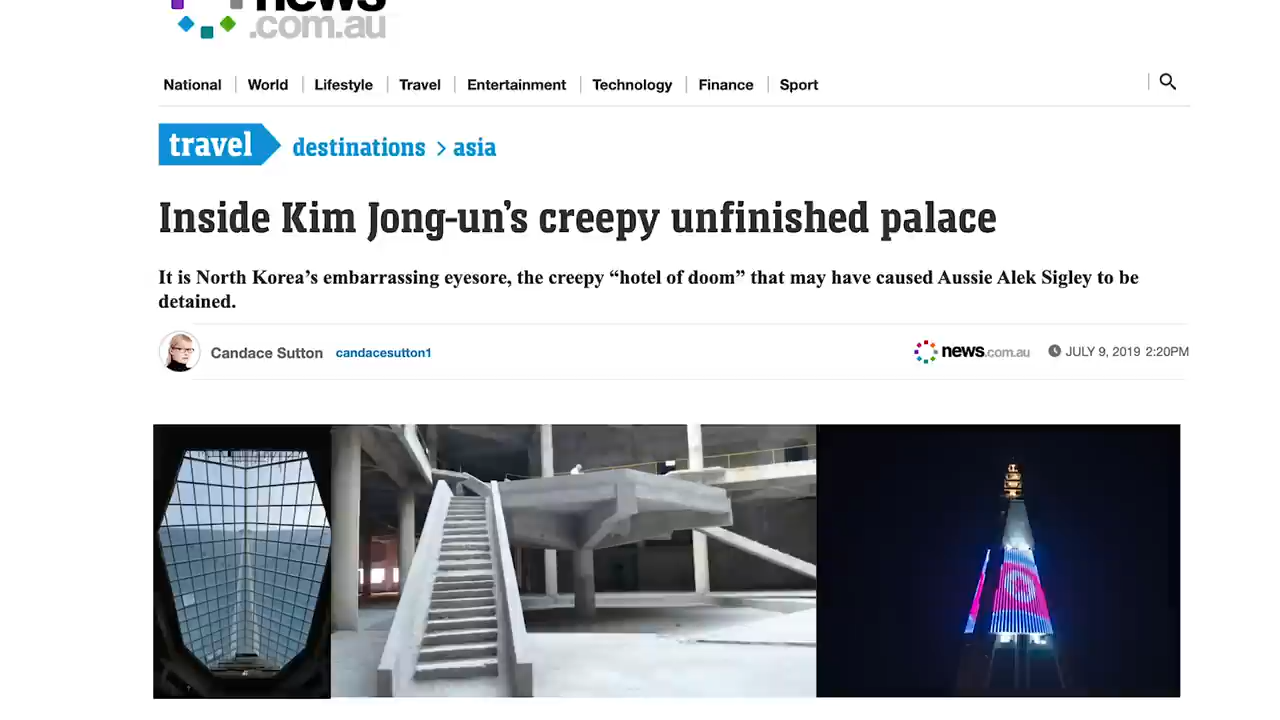 news
.com.au
National World Lifestyle Travel Entertainment Technology Finance Sport
travel destinations > asia
Inside Kim Jong-un’s creepy unfinished palace
It is North Korea’s embarrassing eyesore, the creepy “hotel of doom” that may have caused Aussie Alek Sigley to be
detained.
Candace Sutton candacesutton1 news.com.au JULY 9, 2019 2:20PM